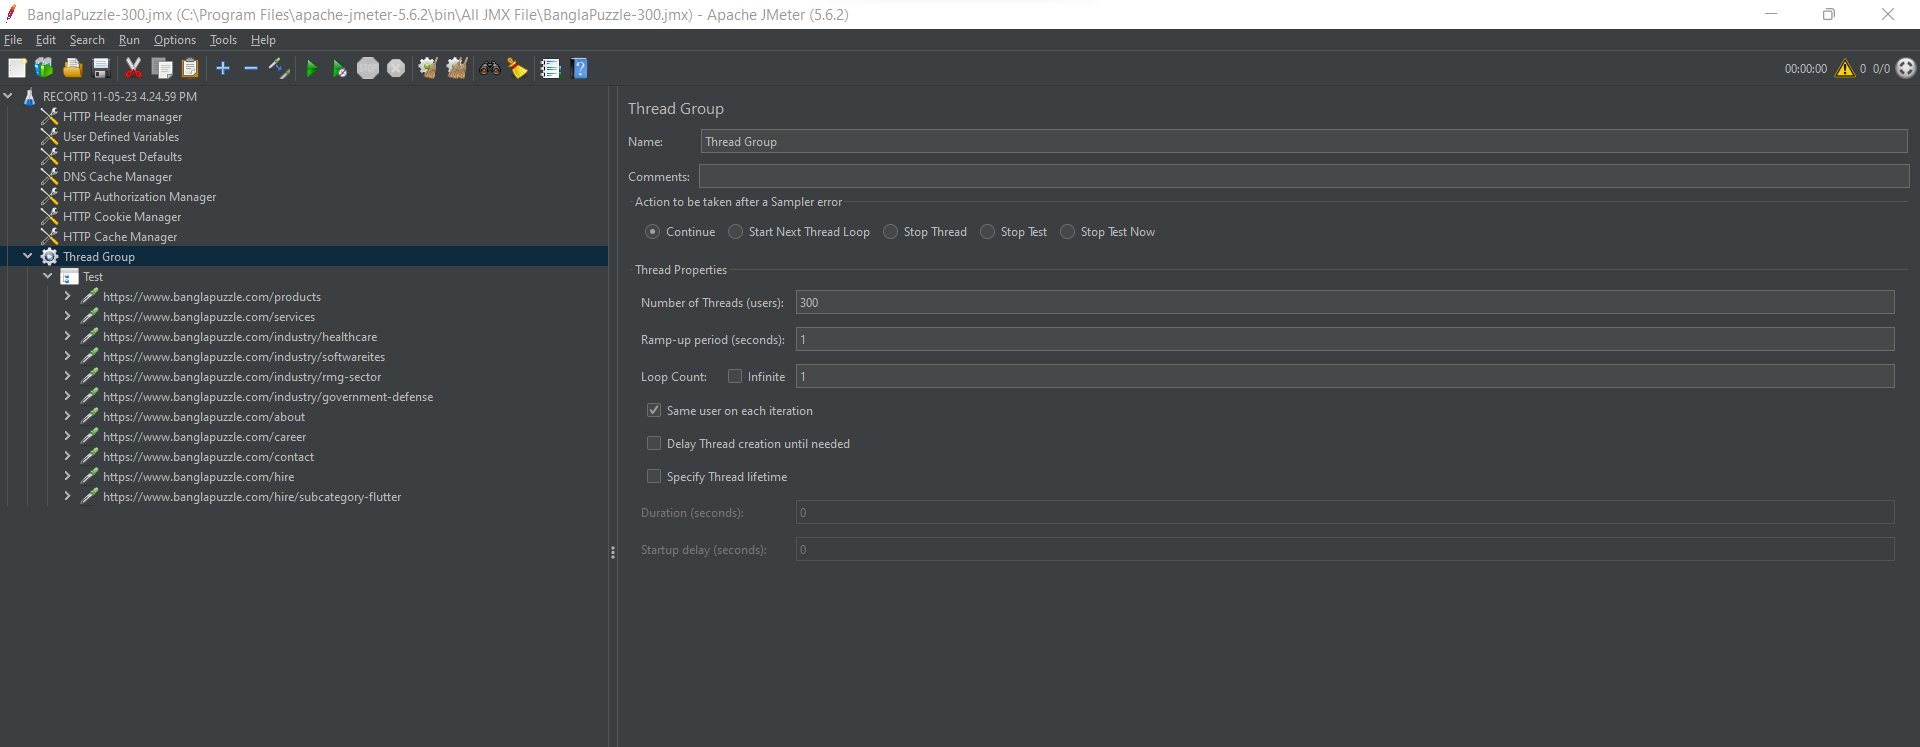 BanglaPuzzle-300.jmx (C:\Program Files\apache-jmeter-5.6.2\bin\All JMX File\BanglaPuzzle-300.jmx) - Apache JMeter (5.6.2)
File Edit Search Run Options Tools Help
00:00:00 0 0/0
RECORD 11-05-23 4.24.59 PM
HTTP Header manager
User Defined Variables
HTTP Request Defaults
DNS Cache Manager
HTTP Authorization Manager
HTTP Cookie Manager
HTTP Cache Manager
Thread Group
Test
https://www.banglapuzzle.com/products
https://www.banglapuzzle.com/services
https://www.banglapuzzle.com/industry/healthcare
https://www.banglapuzzle.com/industry/softwareites
https://www.banglapuzzle.com/industry/rmg-sector
https://www.banglapuzzle.com/industry/government-defense
https://www.banglapuzzle.com/about
https://www.banglapuzzle.com/career
https://www.banglapuzzle.com/contact
https://www.banglapuzzle.com/hire
https://www.banglapuzzle.com/hire/subcategory-flutter
Thread Group
Name: Thread Group
Comments:
Action to be taken after a Sampler error
Continue Start Next Thread Loop Stop Thread Stop Test Stop Test Now
Thread Properties
Number of Threads (users): 300
Ramp-up period (seconds): 1
Loop Count: Infinite 1
Same user on each iteration
Delay Thread creation until needed
Specify Thread lifetime
Duration (seconds): 0
Startup delay (seconds): 0